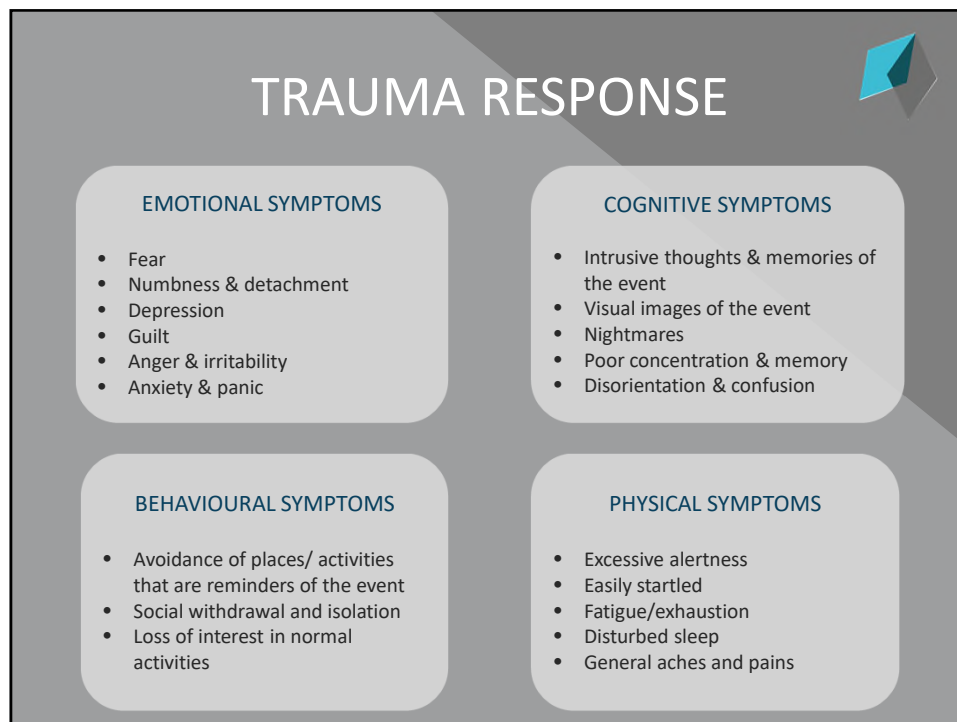 TRAUMA RESPONSE
EMOTIONAL SYMPTOMS
• Fear
• Numbness & detachment
• Depression
• Guilt
• Anger & irritability
• Anxiety & panic
COGNITIVE SYMPTOMS
• Intrusive thoughts & memories of
the event
• Visual images of the event
• Nightmares
• Poor concentration & memory
• Disorientation & confusion
BEHAVIOURAL SYMPTOMS
• Avoidance of places/ activities
that are reminders of the event
• Social withdrawal and isolation
• Loss of interest in normal
activities
PHYSICAL SYMPTOMS
• Excessive alertness
• Easily startled
• Fatigue/exhaustion
• Disturbed sleep
• General aches and pains